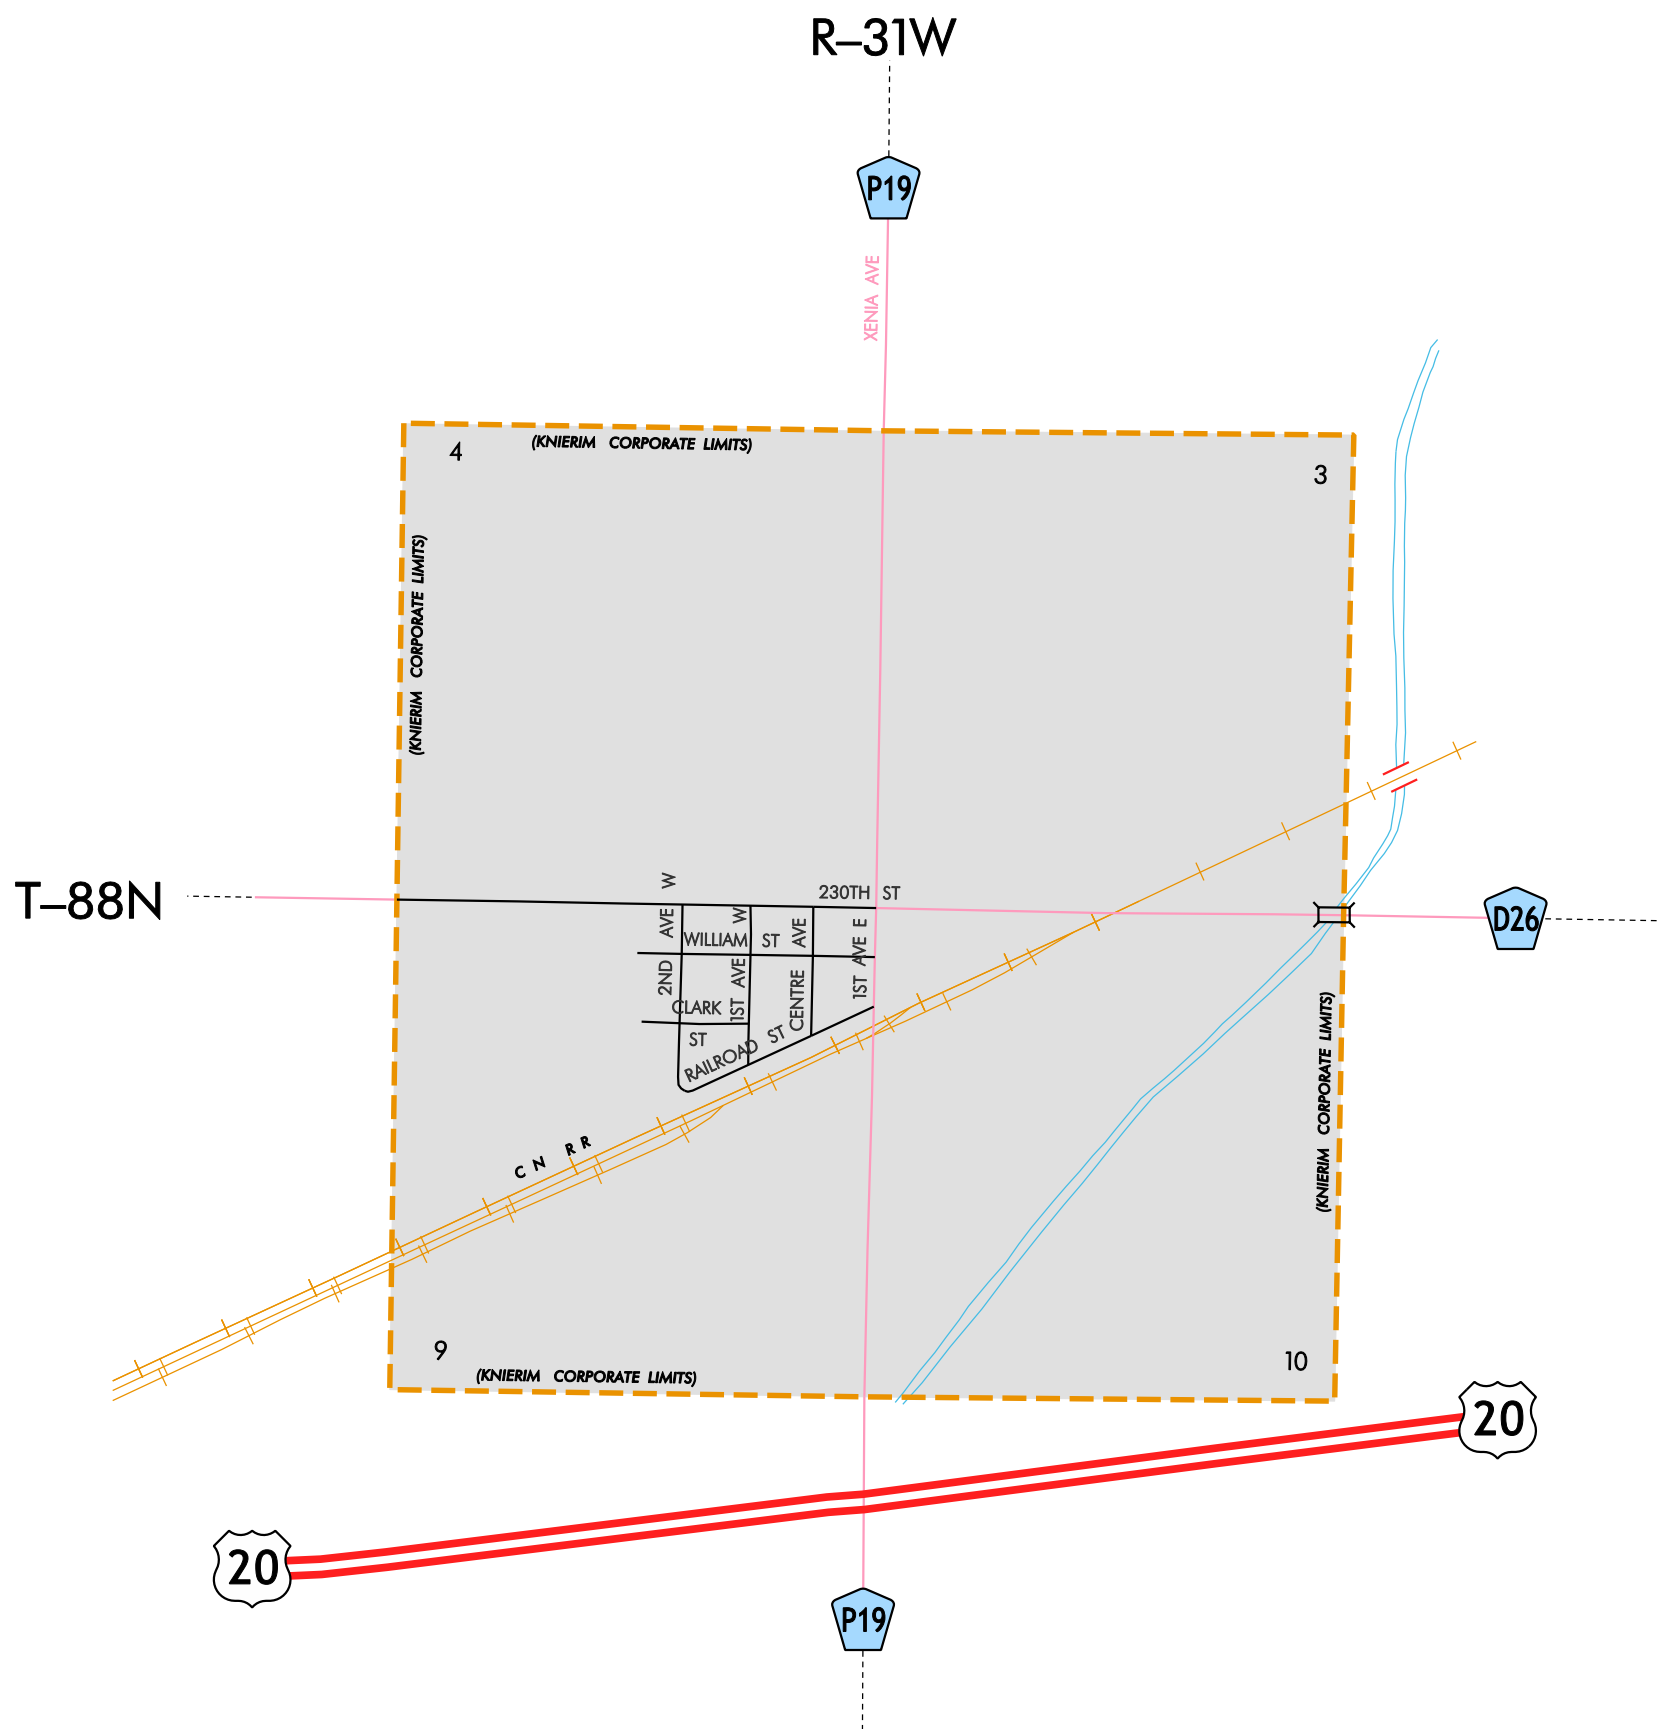 R–31W
P19
XENIA AVE
4
(KNIERIM CORPORATE LIMITS)
3
(KNIERIM CORPORATE LIMITS)
T–88N
230TH ST
D26
2ND AVE W
WILLIAM ST
1ST AVE W
CENTRE AVE
1ST AVE E
CLARK ST
RAILROAD ST
CN RR
(KNIERIM CORPORATE LIMITS)
9
(KNIERIM CORPORATE LIMITS)
10
20
20
P19